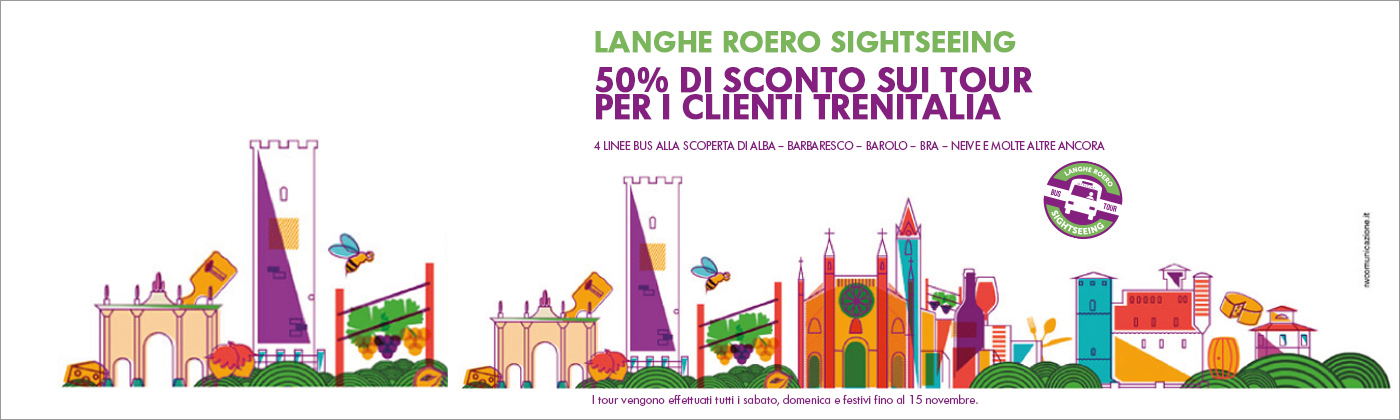 LANGHE ROERO SIGHTSEEING
50% DI SCONTO SUI TOUR
PER I CLIENTI TRENITALIA
4 LINEE BUS ALLA SCOPERTA DI ALBA – BARBARESCO – BAROLO – BRA – NEIVE E MOLTE ALTRE ANCORA
LANGHE ROERO
BUS TOUR
SIGHTSEEING
nwcomunicazione.it
I tour vengono effettuati tutti i sabato, domenica e festivi fino al 15 novembre.